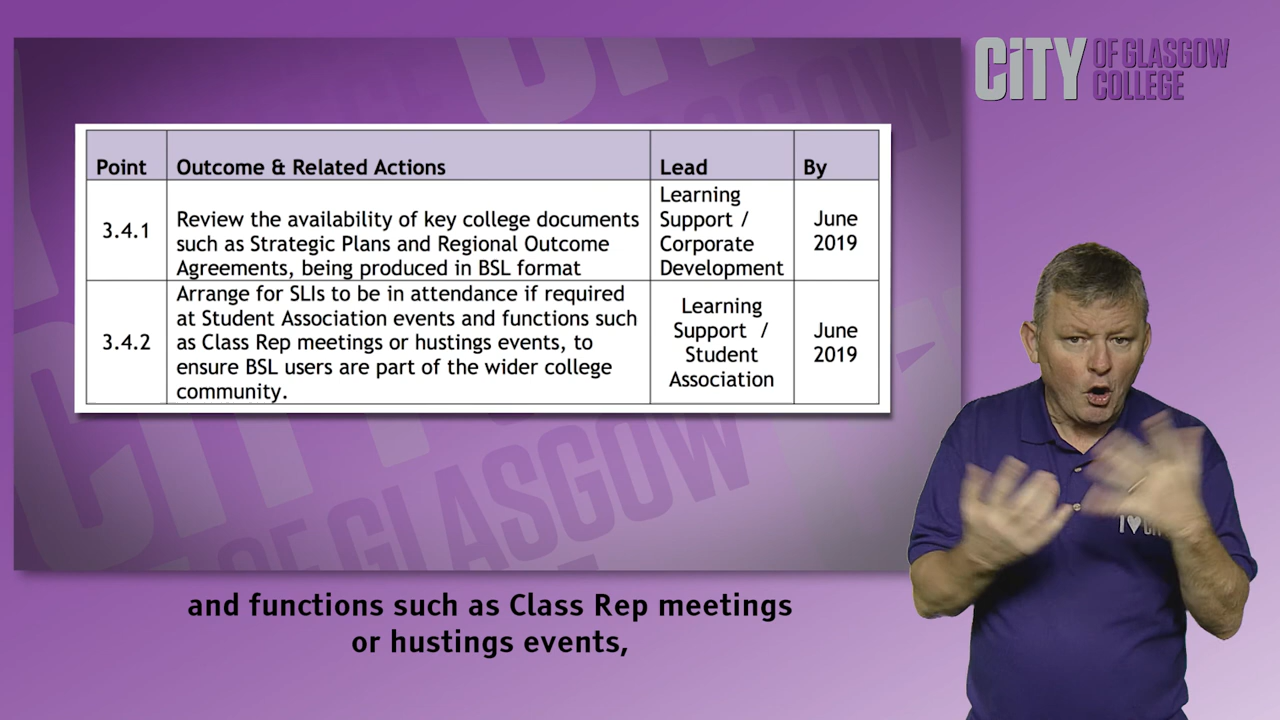 CiTY OF GLASGOW
COLLEGE
Point Outcome & Related Actions Lead By
3.4.1
Review the availability of key college documents
such as Strategic Plans and Regional Outcome
Agreements, being produced in BSL format
Learning
Support /
Corporate
Development
June
2019
3.4.2
Arrange for SLIs to be in attendance if required
at Student Association events and functions such
as Class Rep meetings or hustings events, to
ensure BSL users are part of the wider college
community.
Learning
Support /
Student
Association
June
2019
OF GLASGOW
I ♥
and functions such as Class Rep meetings
or hustings events,